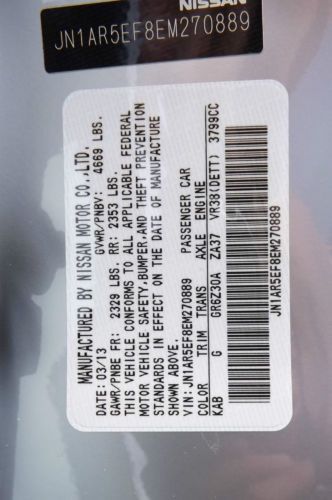 NISSAN
JN1AR5EF8EM270889
MANUFACTURED BY NISSAN MOTOR CO.,LTD.
DATE: 03/13 GVWR/PNBV: 4669 LBS.
GAWR/PNBE FR: 2329 LBS. RR: 2353 LBS.
THIS VEHICLE CONFORMS TO ALL APPLICABLE FEDERAL
MOTOR VEHICLE SAFETY,BUMPER,AND THEFT PREVENTION
STANDARDS IN EFFECT ON THE DATE OF MANUFACTURE
SHOWN ABOVE.
VIN: JN1AR5EF8EM270889 PASSENGER CAR
COLOR TRIM TRANS AXLE ENGINE
KAB G GR6Z30A ZA37 VR38(DETT) 3799CC
JN1AR5EF8EM270889